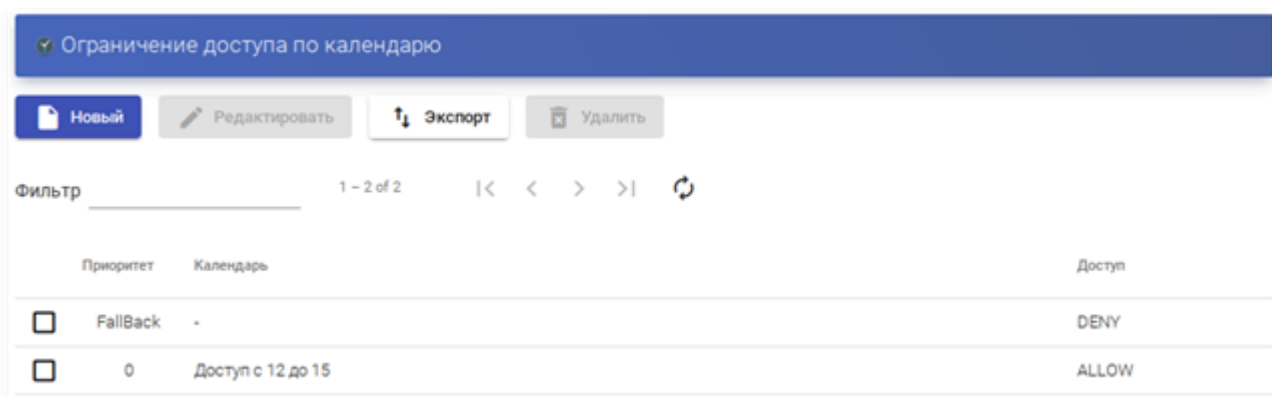 Ограничение доступа по календарю
Новый Редактировать Экспорт Удалить
Фильтр 1 – 2 of 2
Приоритет Календарь Доступ
FallBack - DENY
0 Доступ с 12 до 15 ALLOW